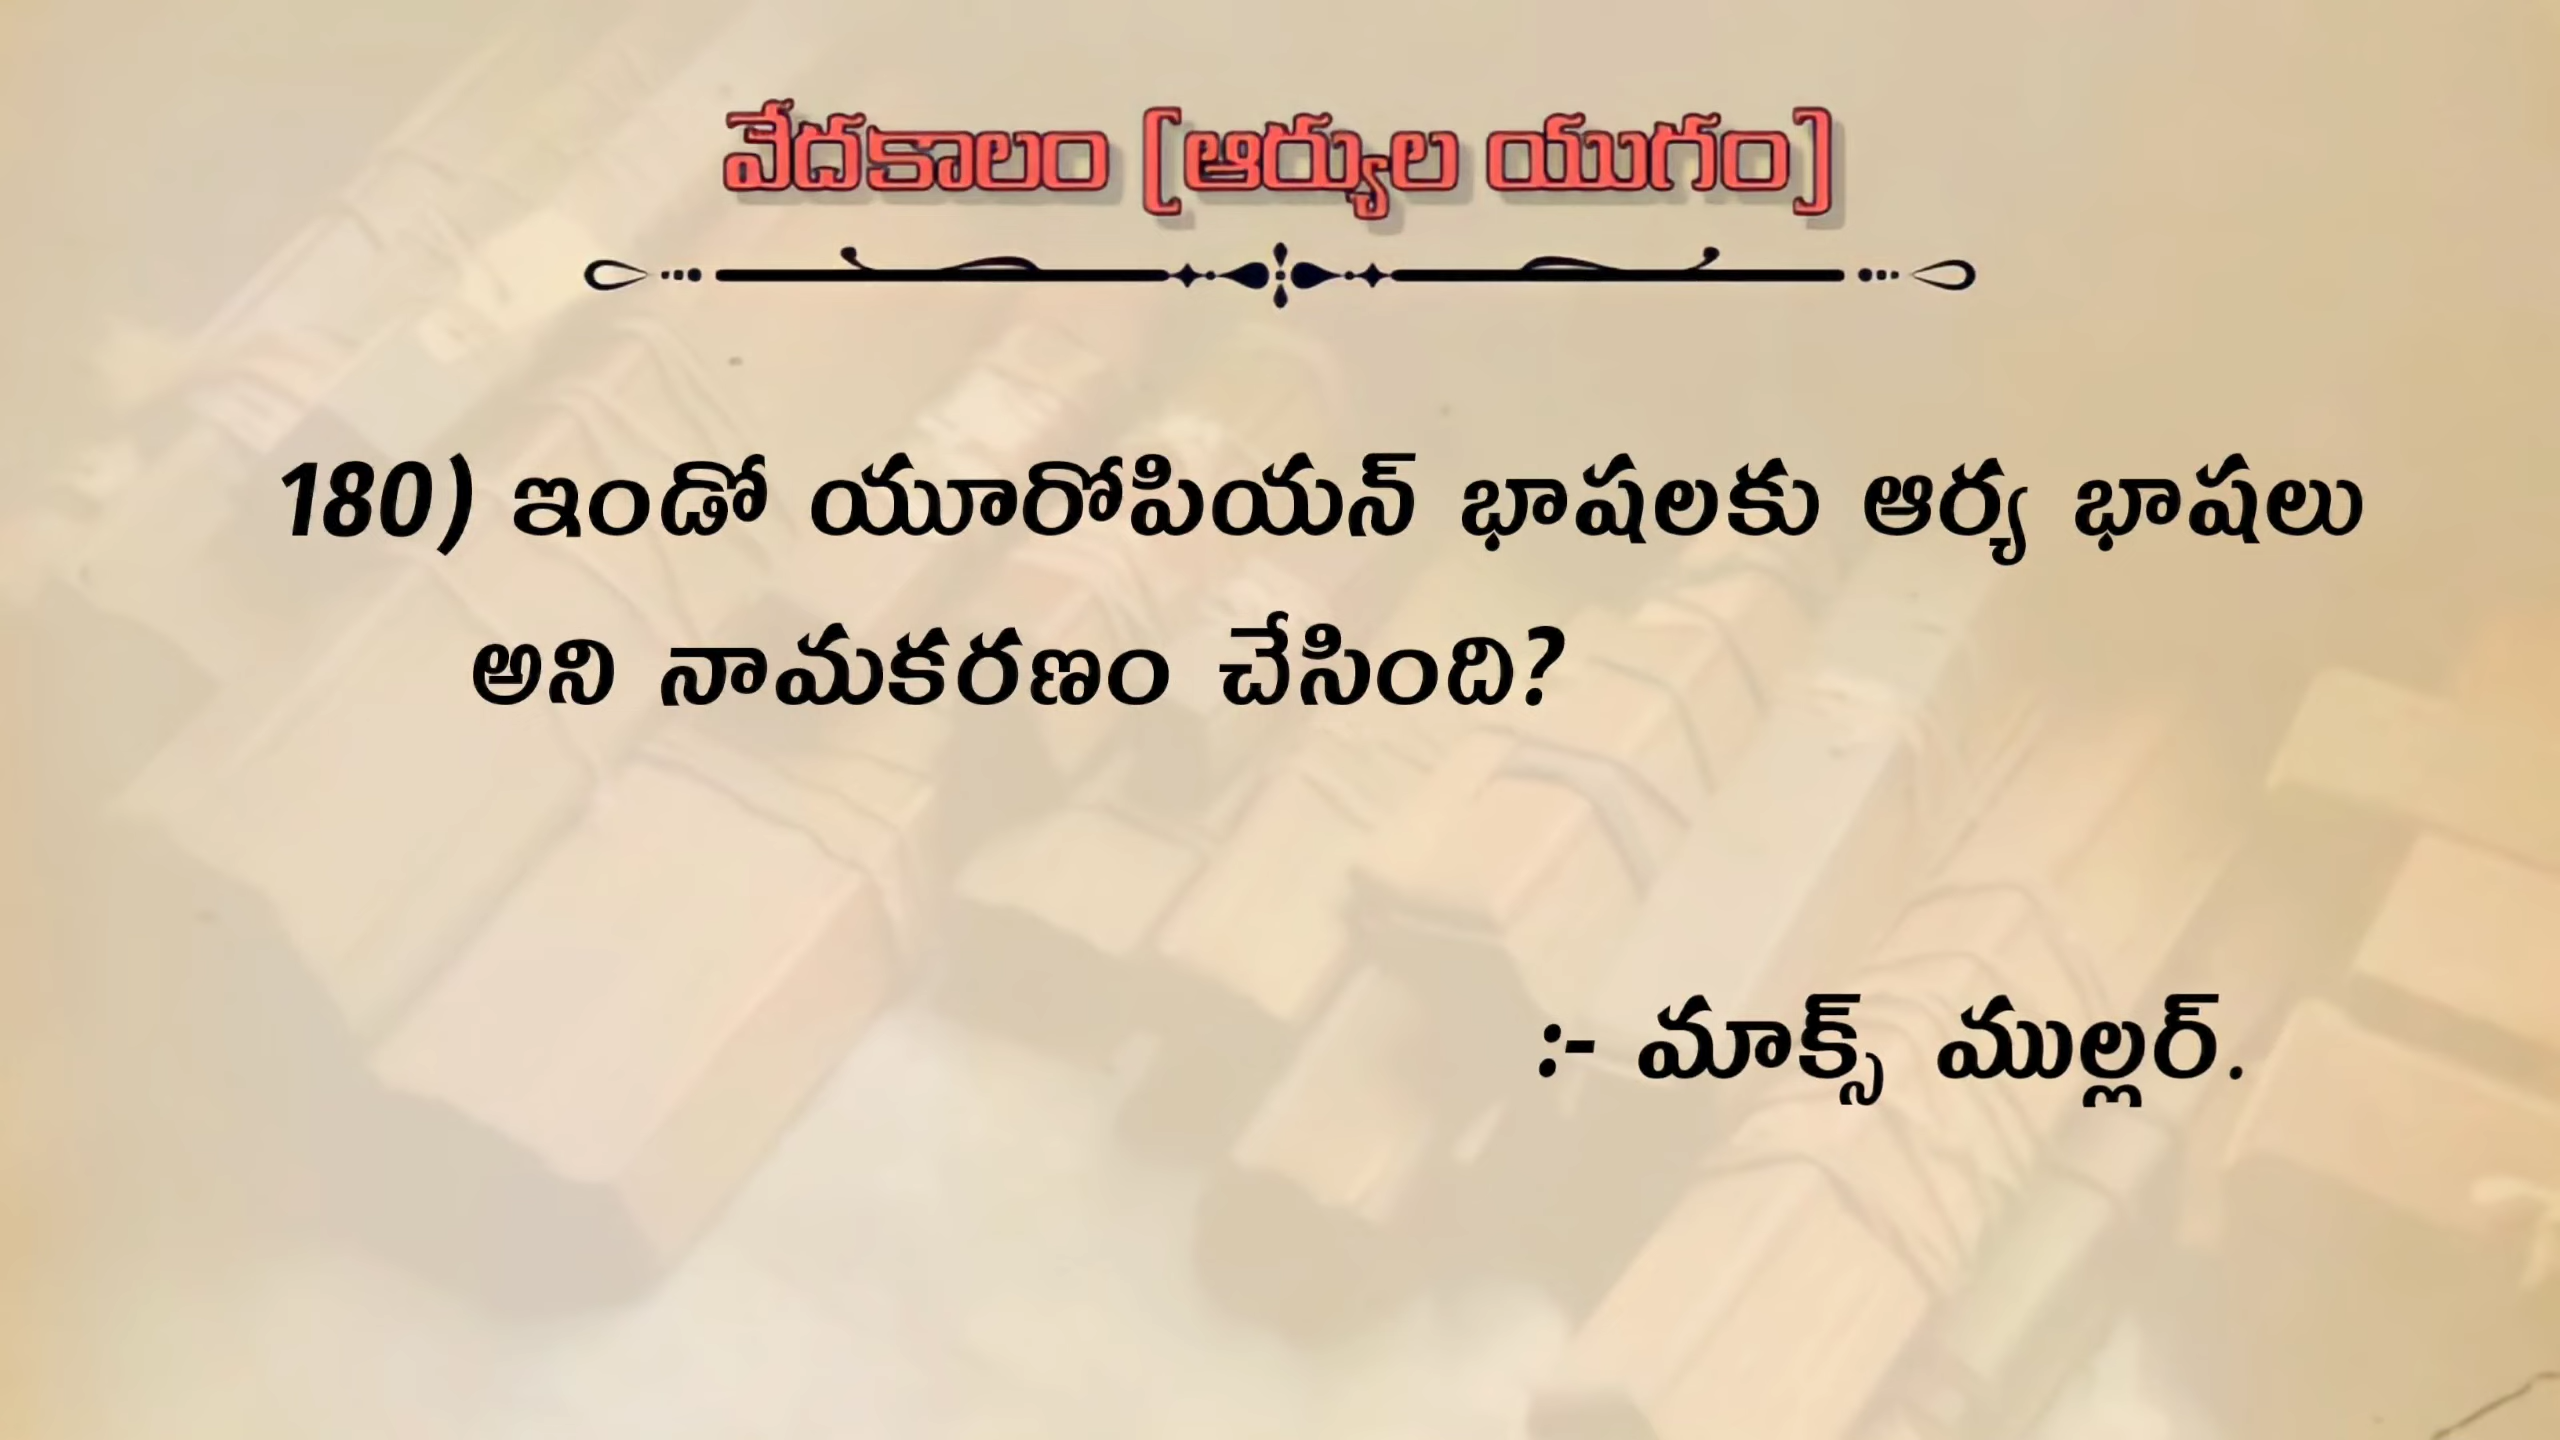 వేదకాలం [ఆర్యుల యుగం]
180) ఇండో యూరోపియన్ భాషలకు ఆర్య భాషలు
అని నామకరణం చేసింది?
:- మాక్స్ ముల్లర్.